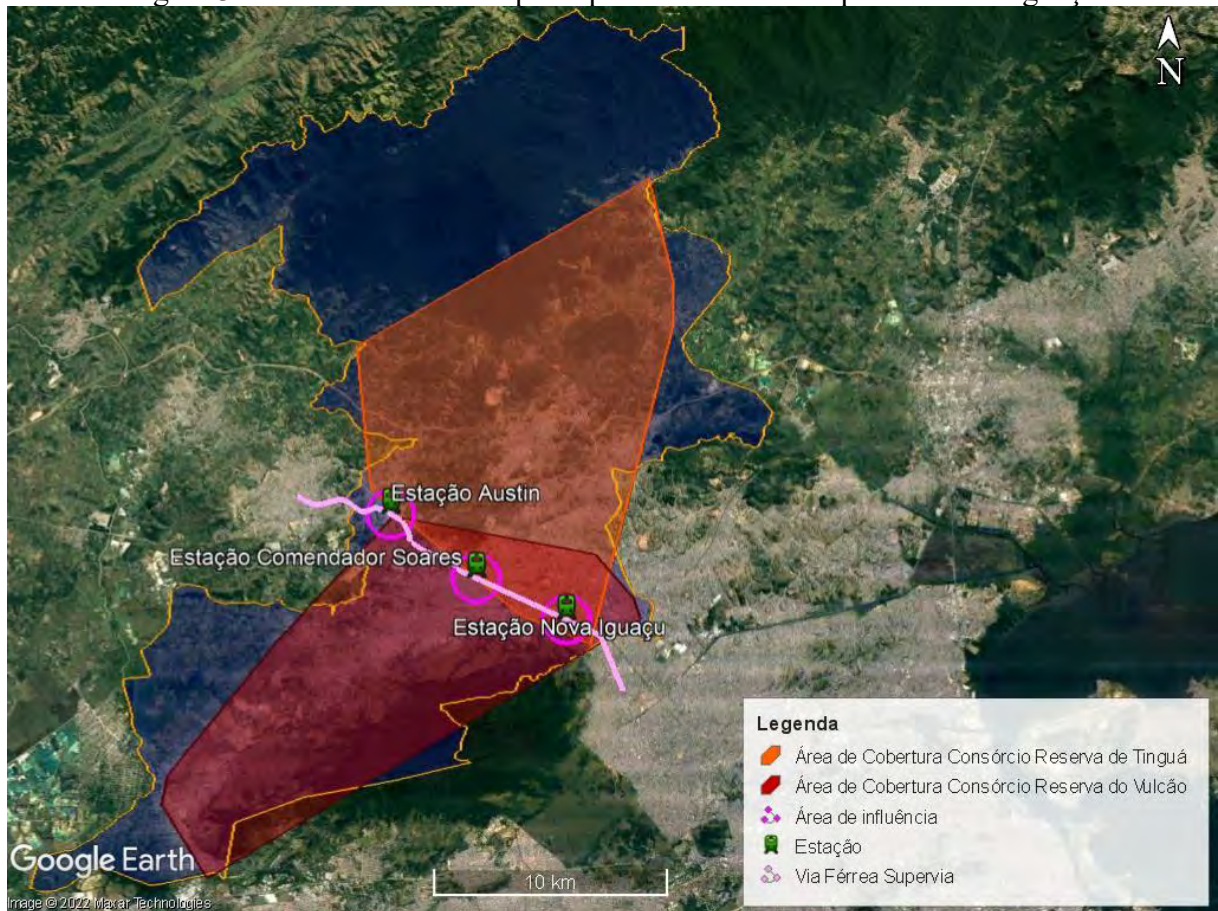 N
Estação Austin
Estação Comendador Soares
Estação Nova Iguaçu
Legenda
Área de Cobertura Consórcio Reserva de Tinguá
Área de Cobertura Consórcio Reserva do Vulcão
Área de influência
Estação
Via Férrea Supervia
Google Earth
10 km
Image © 2022 Maxar Technologies